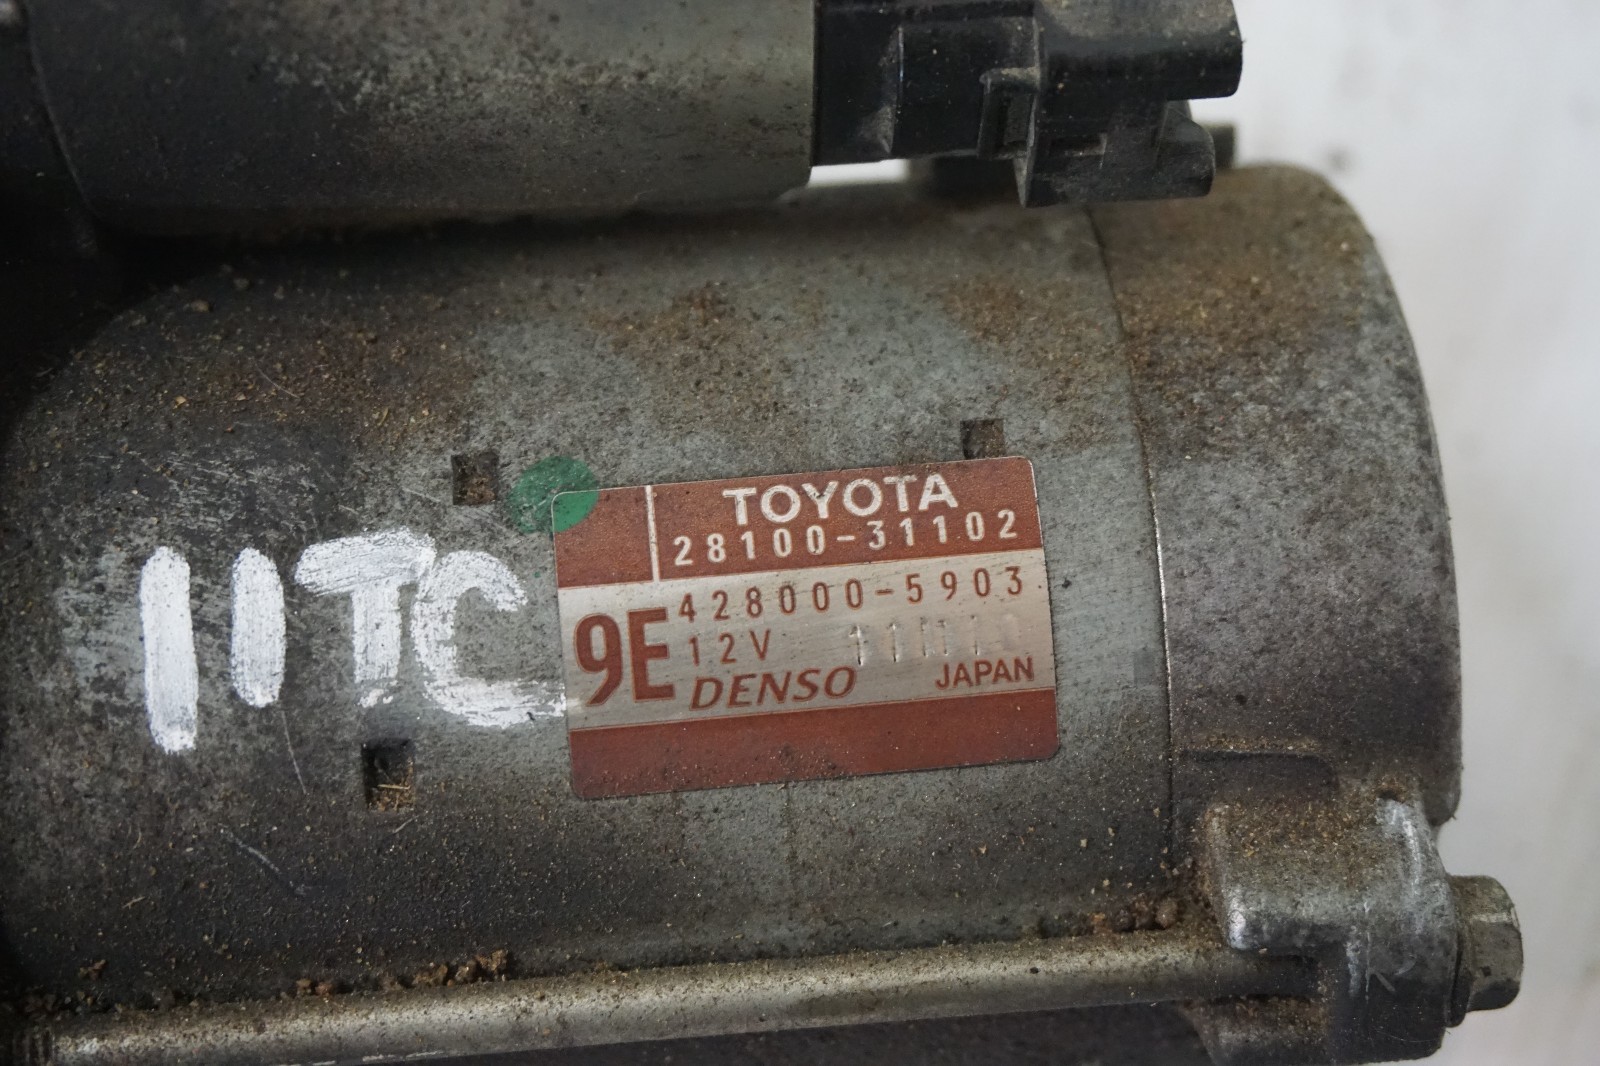 11TC
TOYOTA
28100-31102
9E
428000-5903
12V
DENSO JAPAN